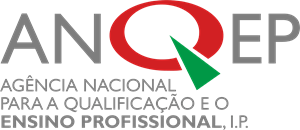 ANQEP
AGÊNCIA NACIONAL
PARA A QUALIFICAÇÃO E O
ENSINO PROFISSIONAL, I.P.